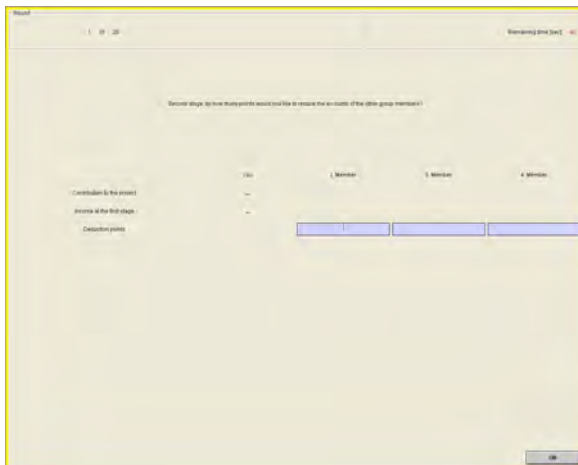 Round
1 of 20
Remaining time [sec]:
Second stage: by how many points would you like to reduce the accounts of the other group members?
You 2. Member 3. Member 4. Member
Contribution to the project
Income at the first stage
Deduction points
OK